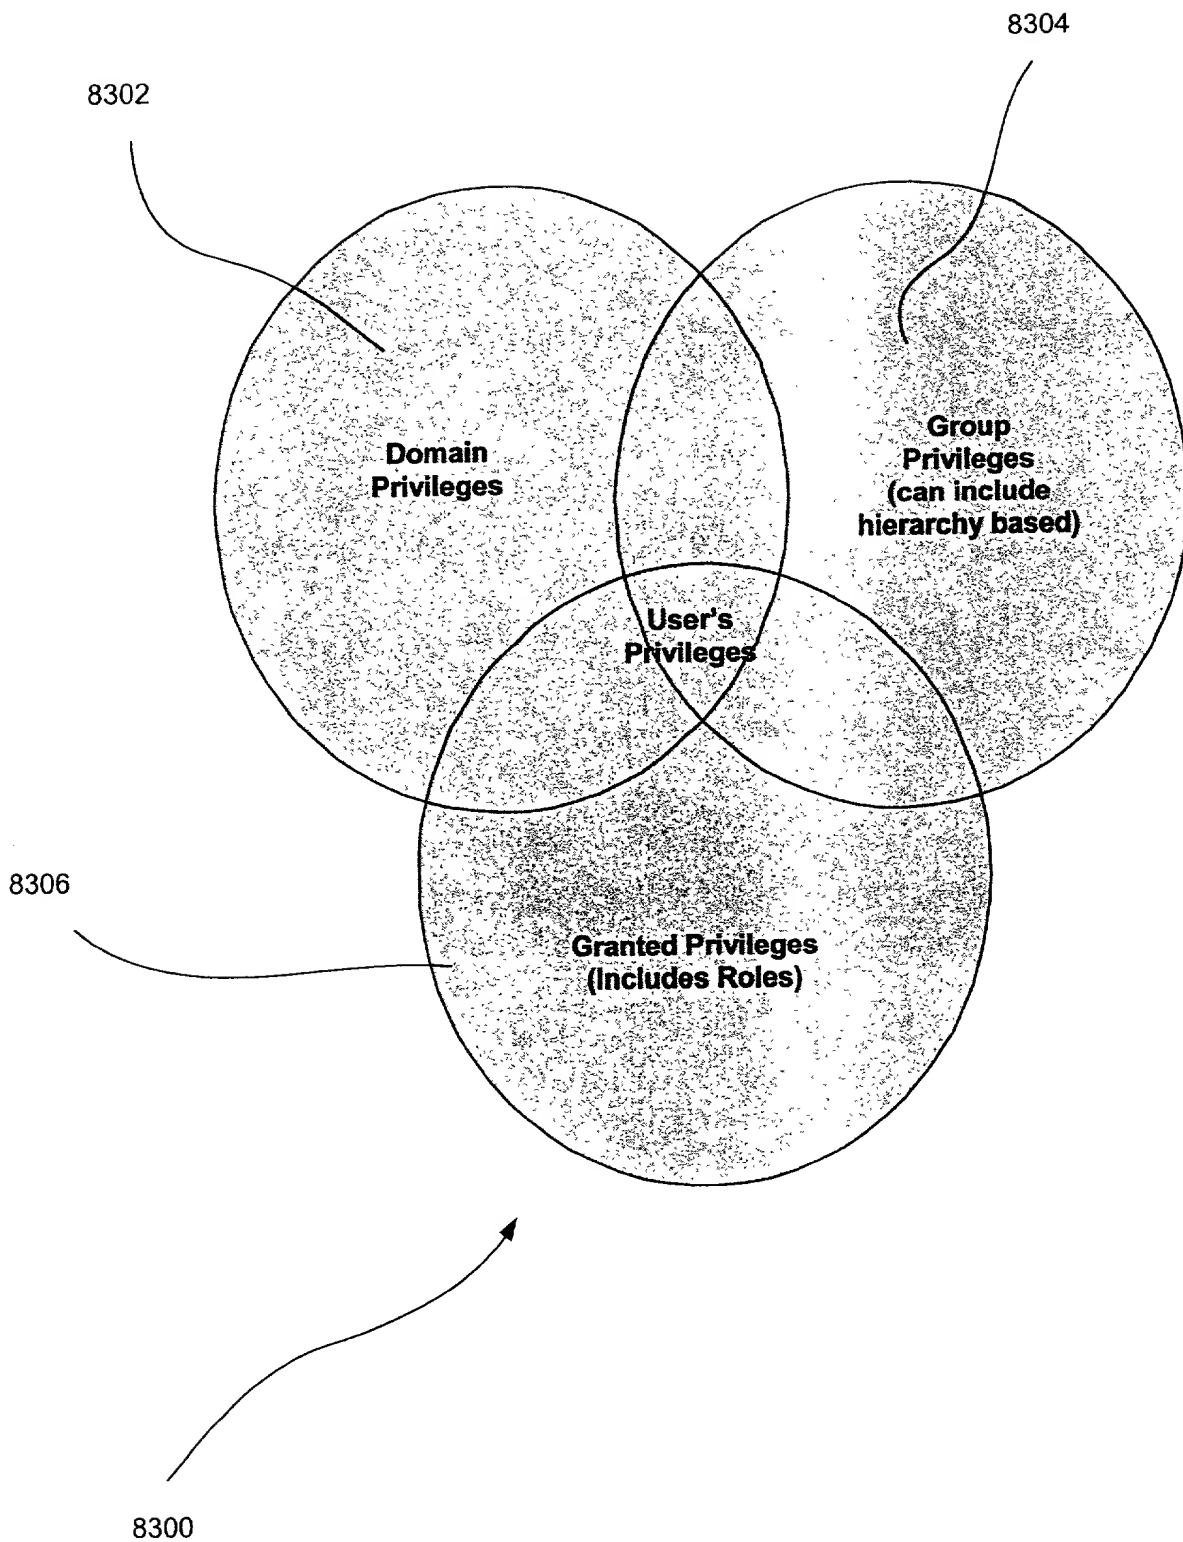 8304
8302
Domain
Privileges
Group
Privileges
(can include
hierarchy based)
User's
Privileges
8306
Granted Privileges
(Includes Roles)
8300